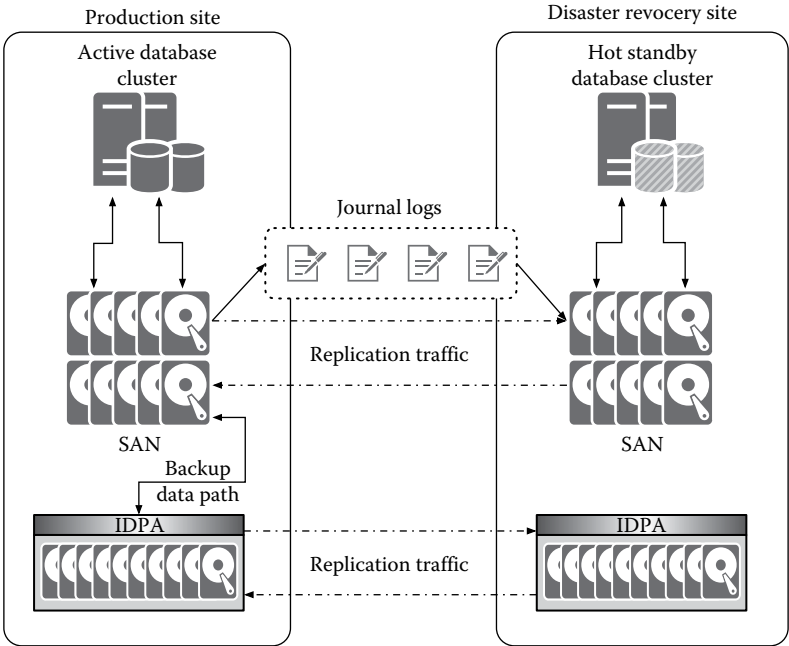 Production site
Disaster revocery site
Active database
cluster
Hot standby
database cluster
Journal logs
Replication traffic
SAN
SAN
Backup
data path
IDPA
IDPA
Replication traffic